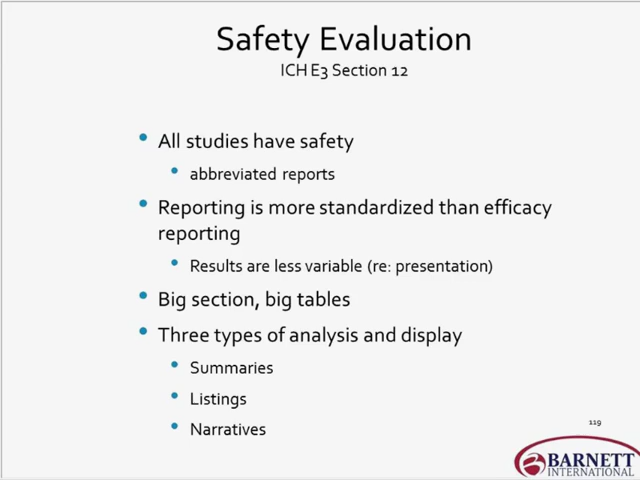 Safety Evaluation
ICH E3 Section 12
• All studies have safety
• abbreviated reports
• Reporting is more standardized than efficacy
reporting
• Results are less variable (re: presentation)
• Big section, big tables
• Three types of analysis and display
• Summaries
• Listings
• Narratives
119
BARNETT
INTERNATIONAL